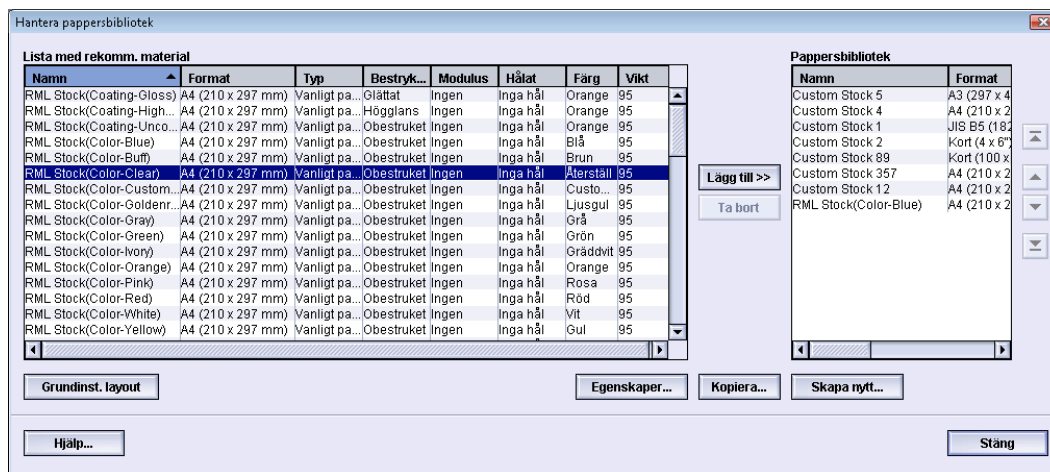 Hantera pappersbibliotek
Lista med rekomm. material
Namn Format Typ Bestryk... Modulus Hålat Färg Vikt
RML Stock(Coating-Gloss) A4 (210 x 297 mm) Vanligt pa... Glättat Ingen Inga hål Orange 95
RML Stock(Coating-High... A4 (210 x 297 mm) Vanligt pa... Högglans Ingen Inga hål Orange 95
RML Stock(Coating-Unco... A4 (210 x 297 mm) Vanligt pa... Obestruket Ingen Inga hål Orange 95
RML Stock(Color-Blue) A4 (210 x 297 mm) Vanligt pa... Obestruket Ingen Inga hål Blå 95
RML Stock(Color-Buff) A4 (210 x 297 mm) Vanligt pa... Obestruket Ingen Inga hål Brun 95
RML Stock(Color-Clear) A4 (210 x 297 mm) Vanligt pa... Obestruket Ingen Inga hål Återställ 95
RML Stock(Color-Custom... A4 (210 x 297 mm) Vanligt pa... Obestruket Ingen Inga hål Custo... 95
RML Stock(Color-Goldenr... A4 (210 x 297 mm) Vanligt pa... Obestruket Ingen Inga hål Ljusgul 95
RML Stock(Color-Gray) A4 (210 x 297 mm) Vanligt pa... Obestruket Ingen Inga hål Grå 95
RML Stock(Color-Green) A4 (210 x 297 mm) Vanligt pa... Obestruket Ingen Inga hål Grön 95
RML Stock(Color-Ivory) A4 (210 x 297 mm) Vanligt pa... Obestruket Ingen Inga hål Gräddvit 95
RML Stock(Color-Orange) A4 (210 x 297 mm) Vanligt pa... Obestruket Ingen Inga hål Orange 95
RML Stock(Color-Pink) A4 (210 x 297 mm) Vanligt pa... Obestruket Ingen Inga hål Rosa 95
RML Stock(Color-Red) A4 (210 x 297 mm) Vanligt pa... Obestruket Ingen Inga hål Röd 95
RML Stock(Color-White) A4 (210 x 297 mm) Vanligt pa... Obestruket Ingen Inga hål Vit 95
RML Stock(Color-Yellow) A4 (210 x 297 mm) Vanligt pa... Obestruket Ingen Inga hål Gul 95
Lägg till >>
Ta bort
Pappersbibliotek
Namn Format
Custom Stock 5 A3 (297 x 4
Custom Stock 4 A4 (210 x 2
Custom Stock 1 JIS B5 (182
Custom Stock 2 Kort (4 x 6")
Custom Stock 89 Kort (100 x
Custom Stock 357 A4 (210 x 2
Custom Stock 12 A4 (210 x 2
RML Stock(Color-Blue) A4 (210 x 2
Grundinst. layout Egenskaper... Kopiera... Skapa nytt...
Hjälp... Stäng